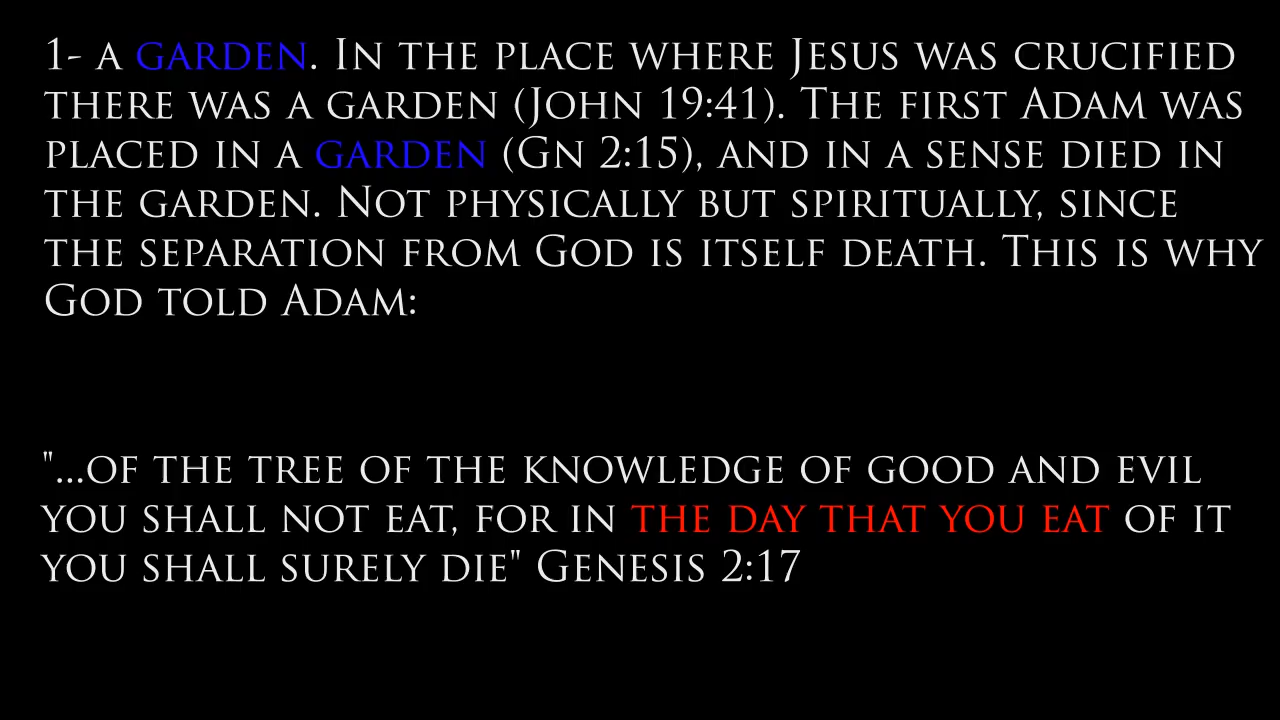 1- a garden. In the place where Jesus was crucified
there was a garden (John 19:41). The first Adam was
placed in a garden (Gn 2:15), and in a sense died in
the garden. Not physically but spiritually, since
the separation from God is itself death. This is why
God told Adam:
"...of the tree of the knowledge of good and evil
you shall not eat, for in the day that you eat of it
you shall surely die" Genesis 2:17